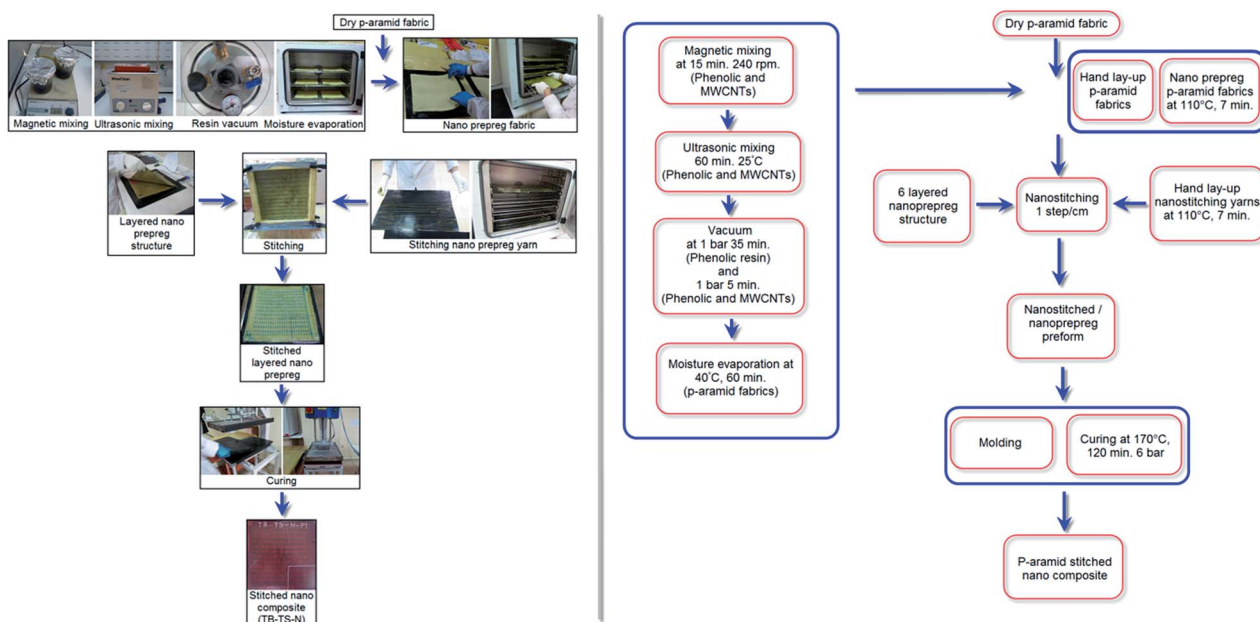 Dry p-aramid fabric
Magnetic mixing
Ultrasonic mixing
Resin vacuum
Moisture evaporation
Nano prepreg fabric
Layered nano
prepreg
structure
Stitching
Stitching nano prepreg yarn
Stitched
layered nano
prepreg
Curing
TB-TS-N-PI
Stitched nano
composite
(TB-TS-N)
Magnetic mixing
at 15 min. 240 rpm.
(Phenolic and
MWCNTs)
Ultrasonic mixing
60 min. 25°C
(Phenolic and MWCNTs)
Vacuum
at 1 bar 35 min.
(Phenolic resin)
and
1 bar 5 min.
(Phenolic and MWCNTs)
Moisture evaporation at
40°C, 60 min.
(p-aramid fabrics)
Dry p-aramid fabric
Hand lay-up
p-aramid
fabrics
Nano prepreg
p-aramid fabrics
at 110°C, 7 min.
6 layered
nanoprepreg
structure
Nanostitching
1 step/cm
Hand lay-up
nanostitching yarns
at 110°C, 7 min.
Nanostitched /
nanoprepreg
preform
Molding
Curing at 170°C,
120 min. 6 bar
P-aramid stitched
nano composite